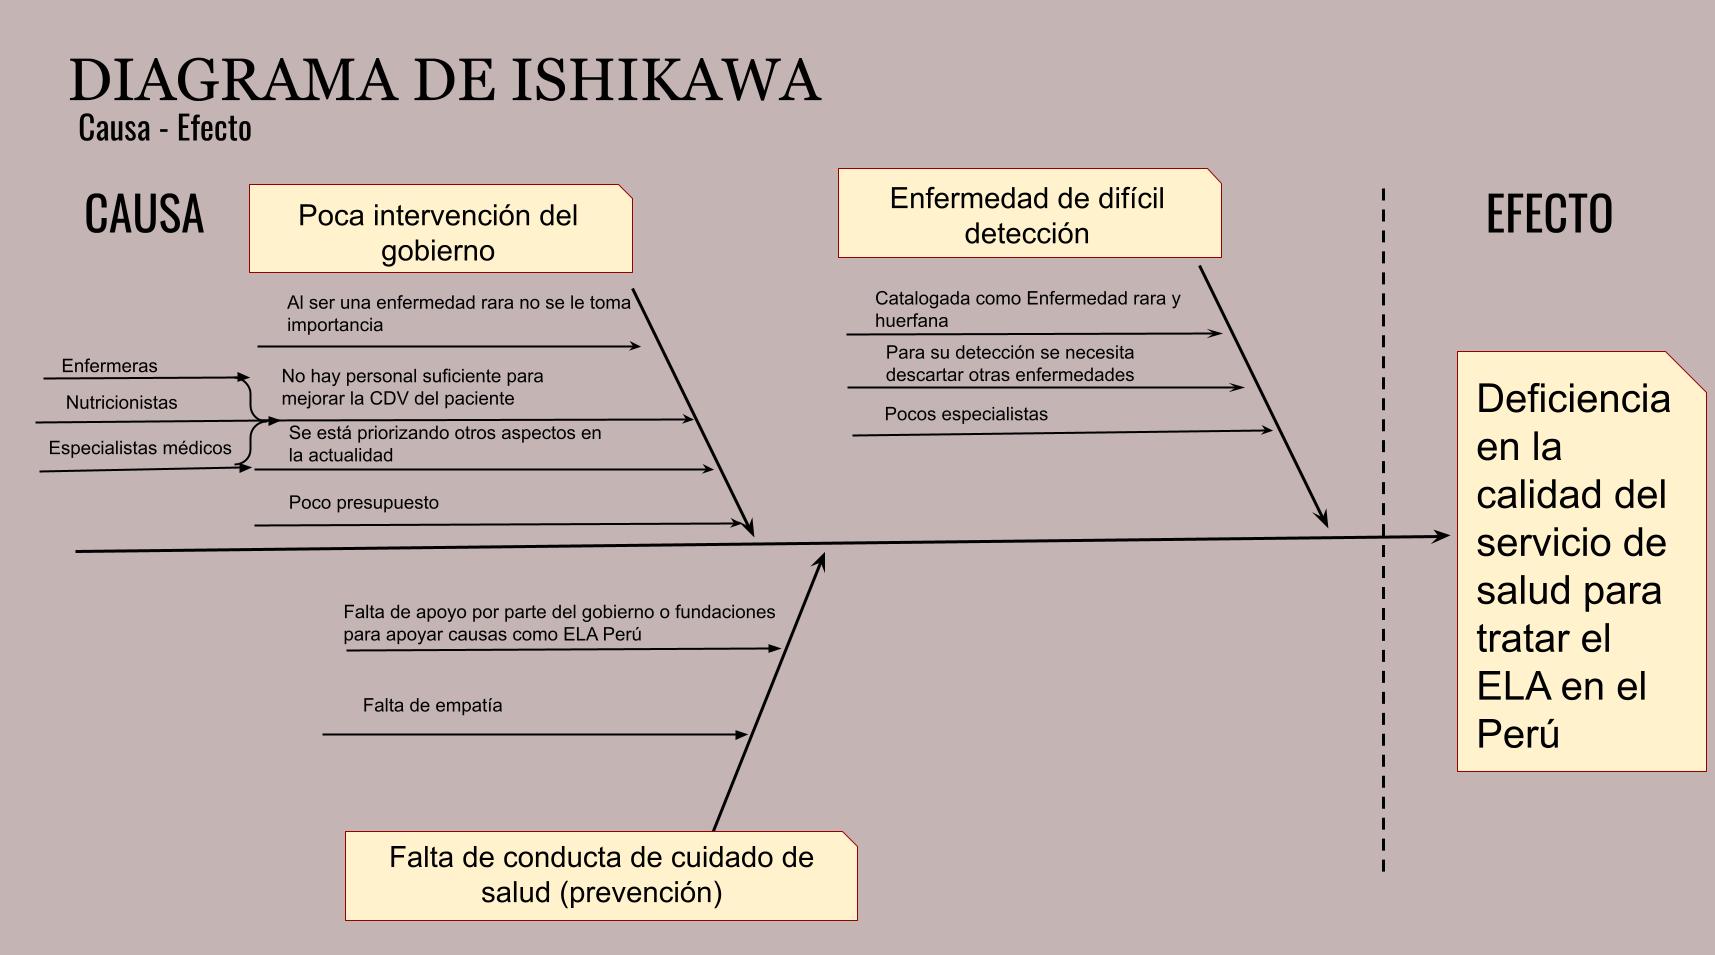 DIAGRAMA DE ISHIKAWA
Causa - Efecto
CAUSA
Poca intervención del
gobierno
Al ser una enfermedad rara no se le toma
importancia
Enfermeras
Nutricionistas
Especialistas médicos
No hay personal suficiente para
mejorar la CDV del paciente
Se está priorizando otros aspectos en
la actualidad
Poco presupuesto
Enfermedad de difícil
detección
Catalogada como Enfermedad rara y
huerfana
Para su detección se necesita
descartar otras enfermedades
Pocos especialistas
Falta de apoyo por parte del gobierno o fundaciones
para apoyar causas como ELA Perú
Falta de empatía
Falta de conducta de cuidado de
salud (prevención)
EFECTO
Deficiencia
en la
calidad del
servicio de
salud para
tratar el
ELA en el
Perú